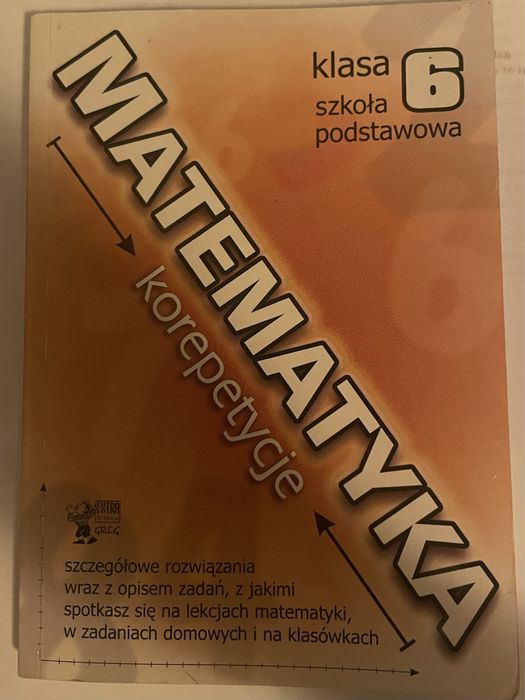 klasa 6
szkoła
podstawowa
MATEMATYKA
korepetycje
EXTRA
GREG
szczegółowe rozwiązania
wraz z opisem zadań, z jakimi
spotkasz się na lekcjach matematyki,
w zadaniach domowych i na klasówkach